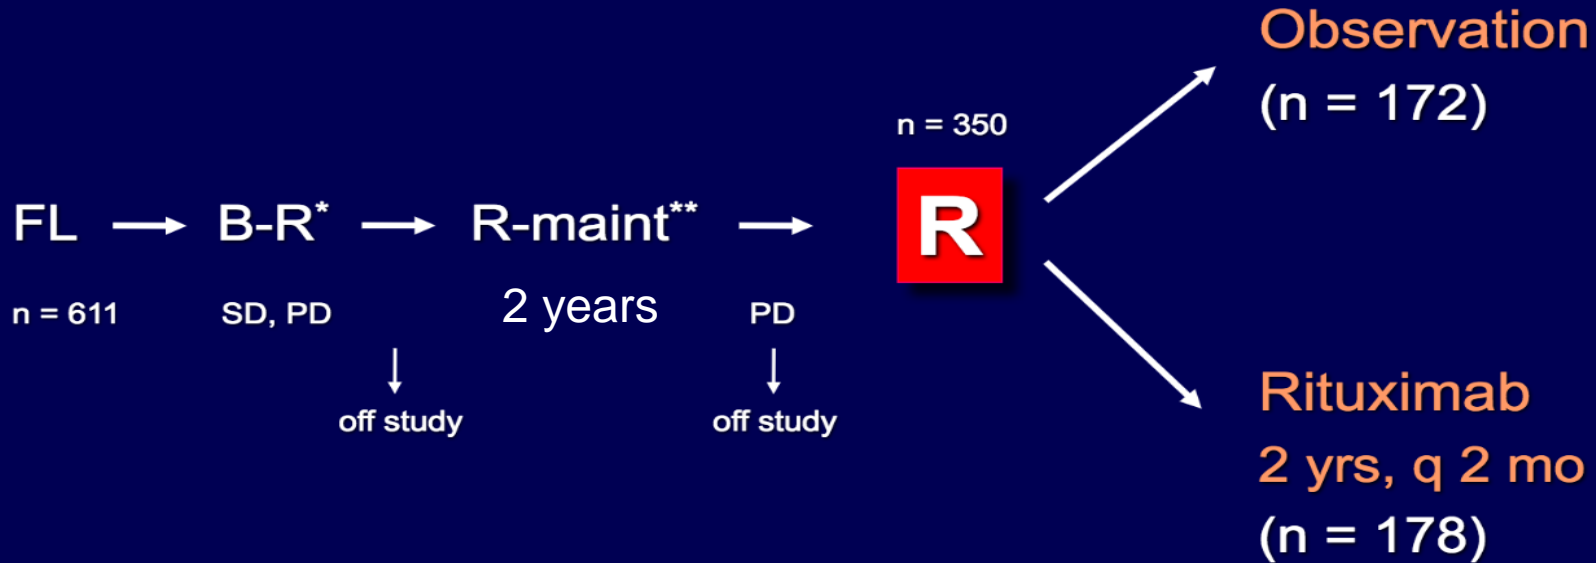 FL → B-R* → R-maint** →
n = 611
SD, PD
2 years
PD
↓
off study
↓
off study
n = 350
R
Observation
(n = 172)
Rituximab
2 yrs, q 2 mo
(n = 178)